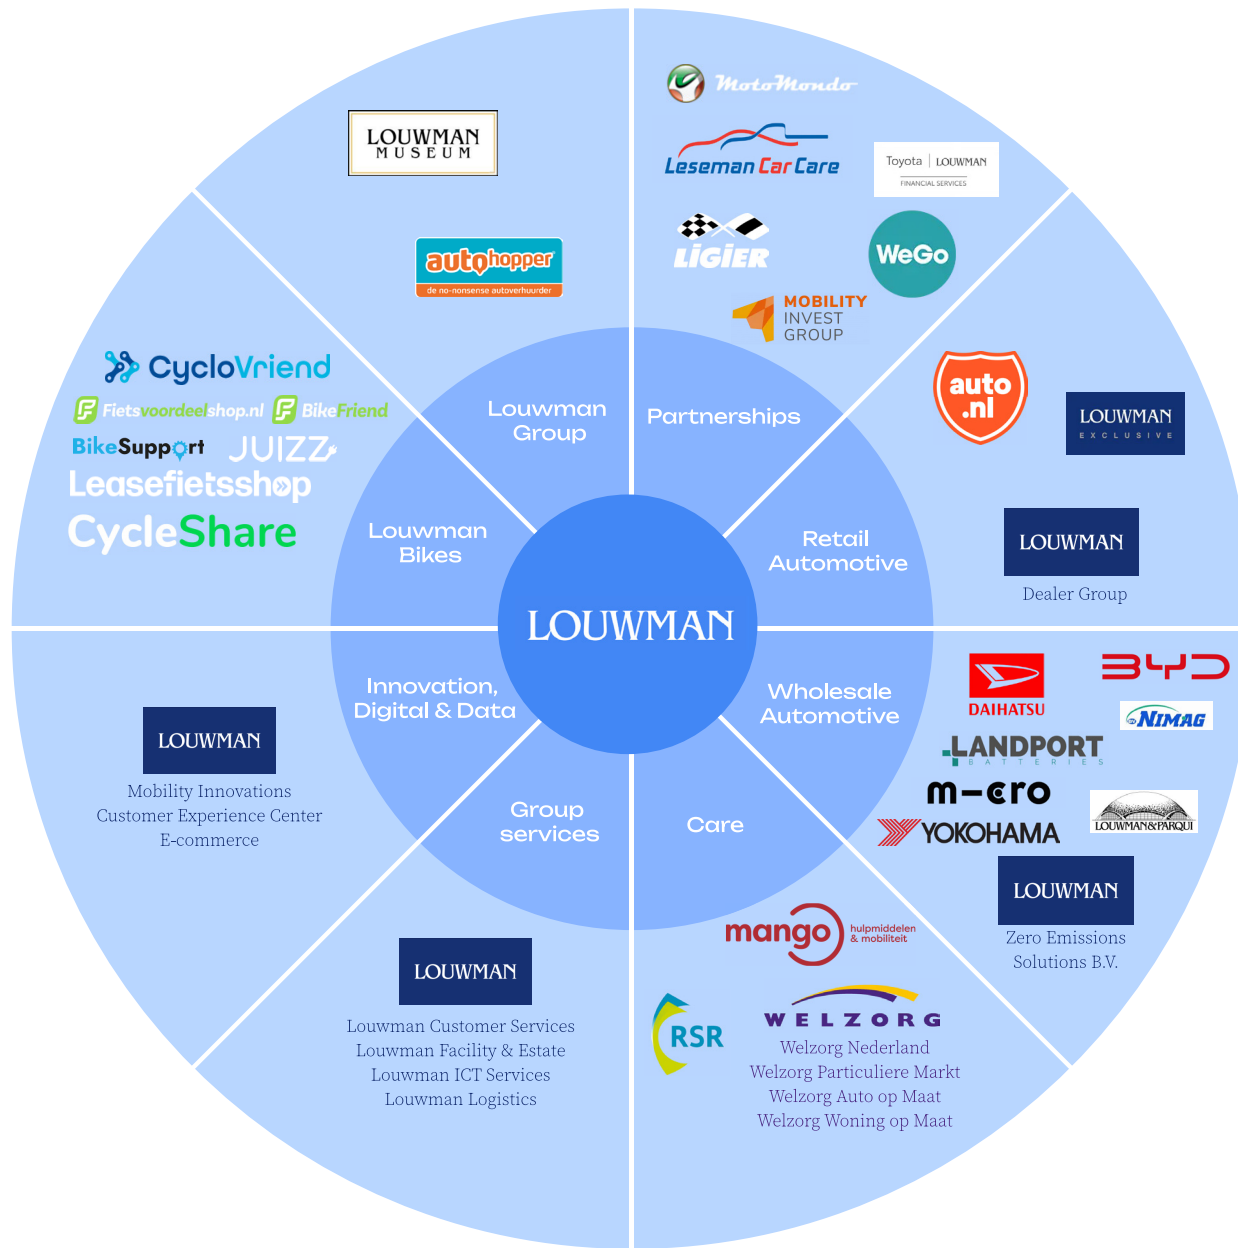 LOUWMAN
MUSEUM
autohopper
de no-nonsense autoverhuurder
MotoMondo
Leseman Car Care
Toyota | LOUWMAN
FINANCIAL SERVICES
LIGIER
WeGo
MOBILITY
INVEST
GROUP
CycloVriend
Fietsvoordeelshop.nl BikeFriend
BikeSupport JUIZZ
Leasefietsshop
CycleShare
auto
.nl
LOUWMAN
EXCLUSIVE
LOUWMAN
Dealer Group
Louwman
Group
Partnerships
Louwman
Bikes
Retail
Automotive
LOUWMAN
Innovation,
Digital & Data
Wholesale
Automotive
Group
services
Care
DAIHATSU
BYD
NIMAG
LANDPORT
BATTERIES
m-cro
YOKOHAMA
LOUWMAN&PARQUI
LOUWMAN
Zero Emissions
Solutions B.V.
LOUWMAN
Mobility Innovations
Customer Experience Center
E-commerce
LOUWMAN
Louwman Customer Services
Louwman Facility & Estate
Louwman ICT Services
Louwman Logistics
mango
hulpmiddelen
& mobiliteit
RSR
WELZORG
Welzorg Nederland
Welzorg Particuliere Markt
Welzorg Auto op Maat
Welzorg Woning op Maat